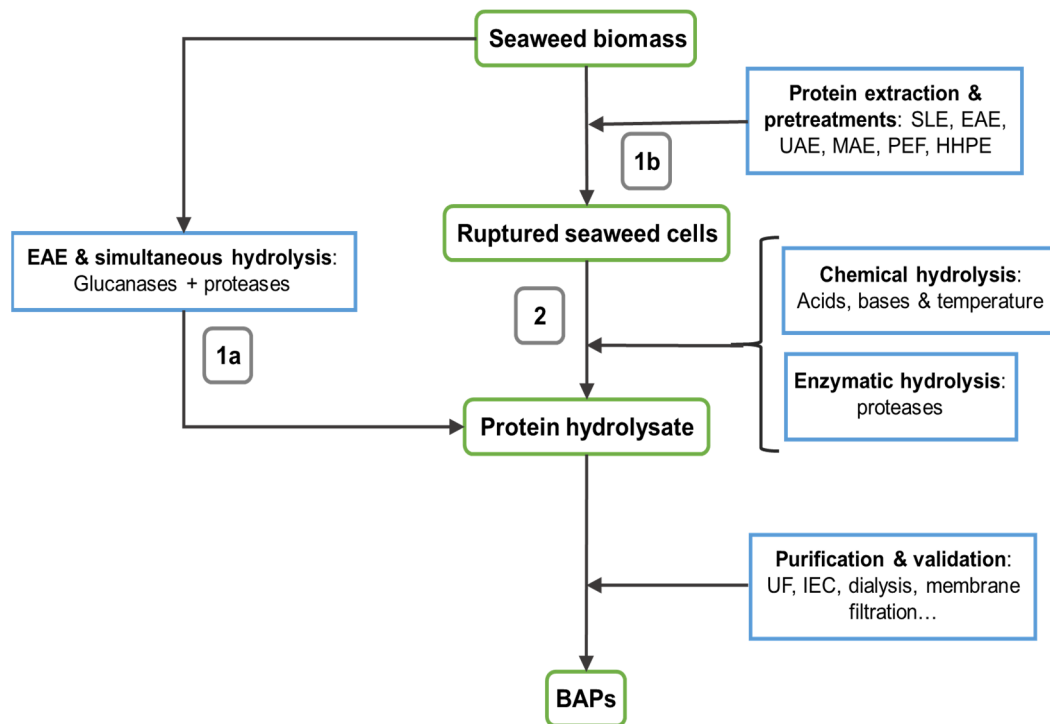 Seaweed biomass
Protein extraction &
pretreatments: SLE, EAE,
UAE, MAE, PEF, HHPE
1b
Ruptured seaweed cells
EAE & simultaneous hydrolysis:
Glucanases + proteases
Chemical hydrolysis:
Acids, bases & temperature
2
1a
Enzymatic hydrolysis:
proteases
Protein hydrolysate
Purification & validation:
UF, IEC, dialysis, membrane
filtration...
BAPs